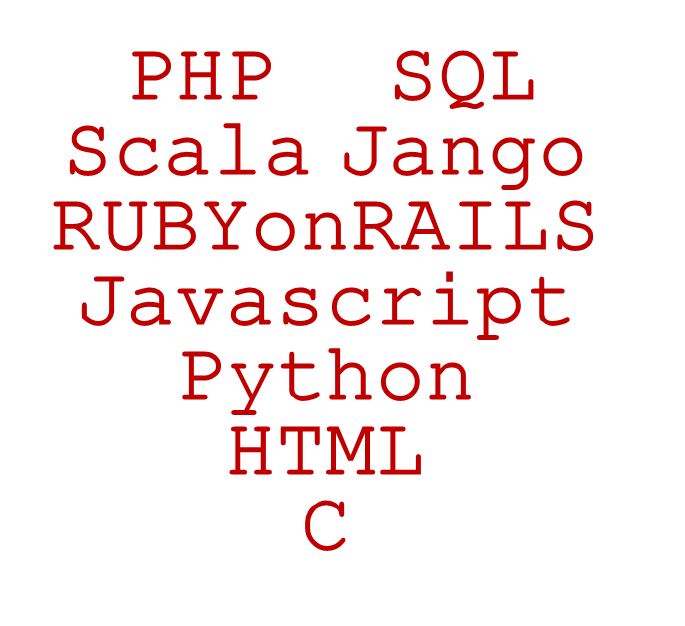 PHP SQL
Scala Jango
RUBYonRAILS
Javascript
Python
HTML
C